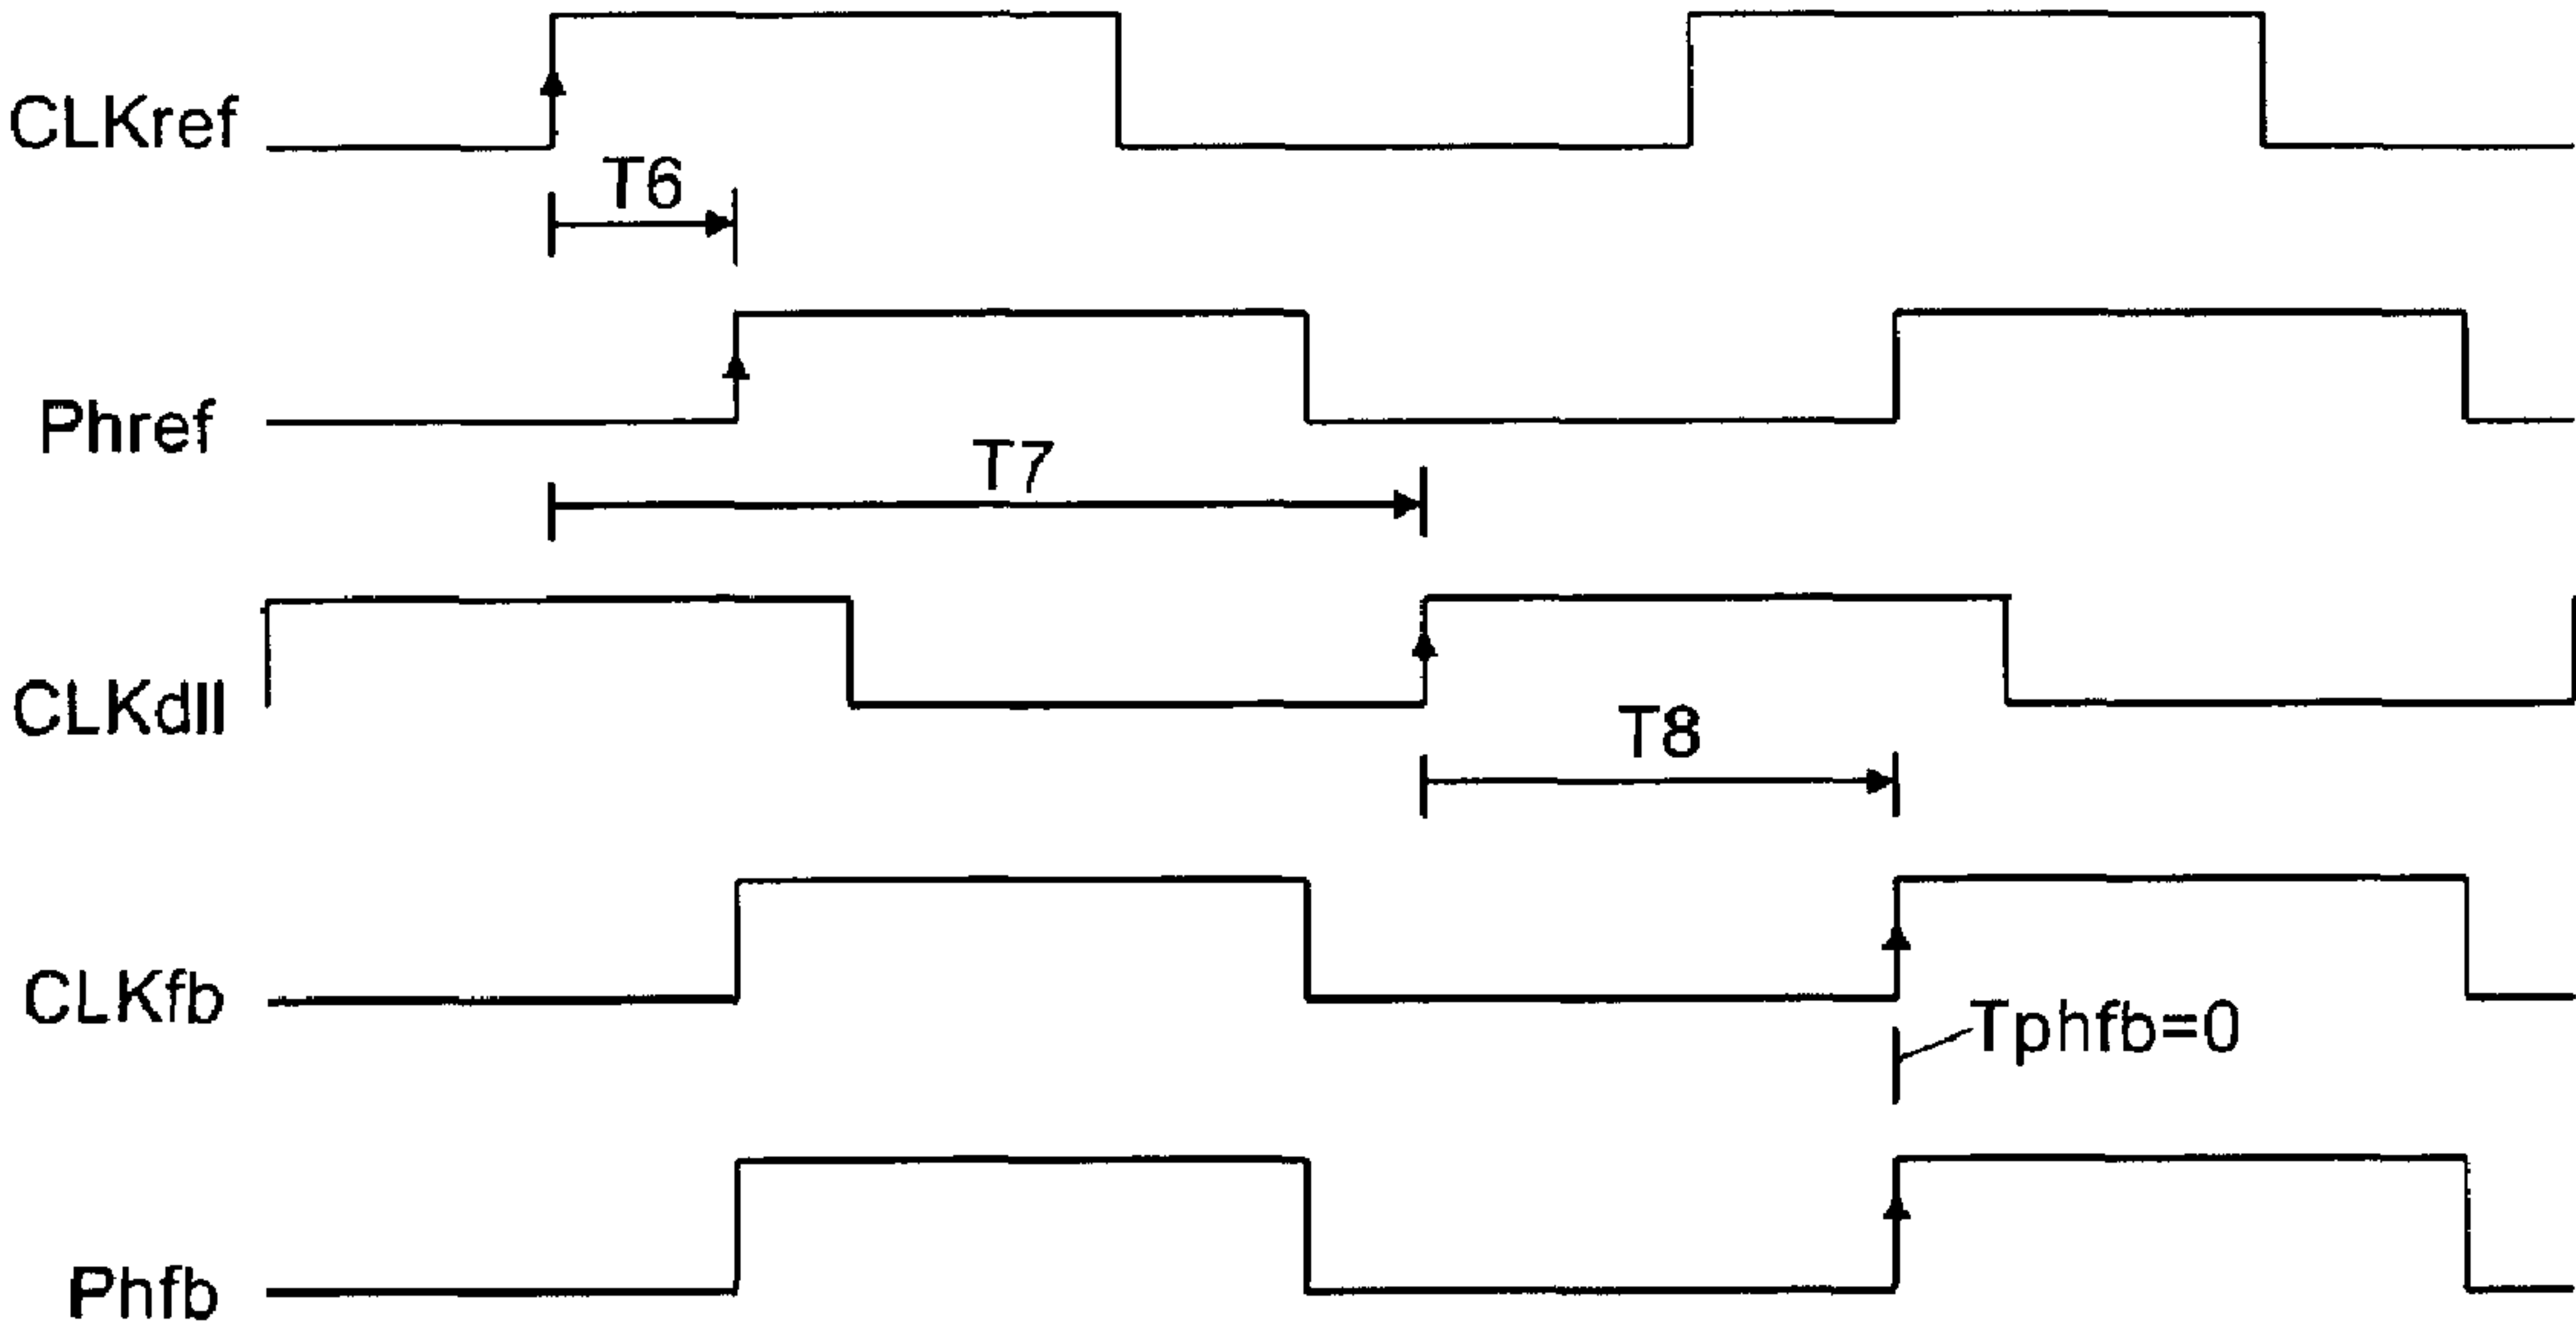 CLKref
T6
Phref
T7
CLKdll
T8
CLKfb
Tphfb=0
Phfb